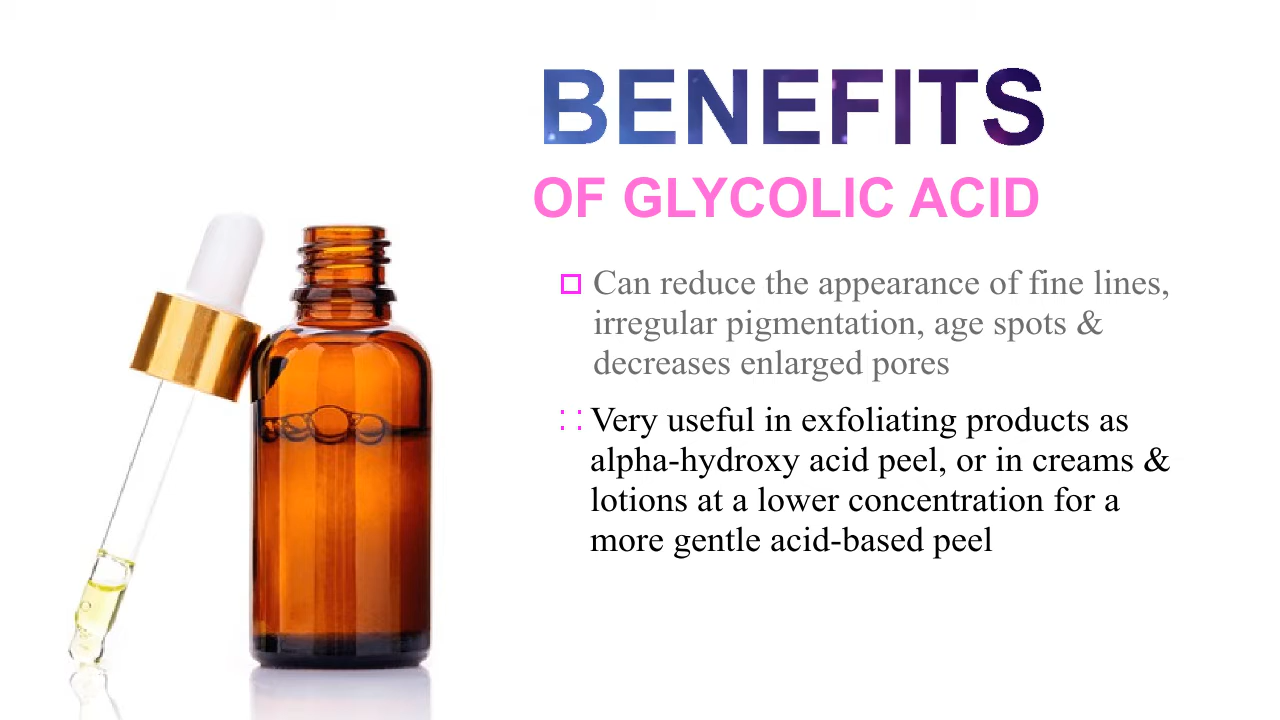 BENEFITS
OF GLYCOLIC ACID
Can reduce the appearance of fine lines,
irregular pigmentation, age spots &
decreases enlarged pores
Very useful in exfoliating products as
alpha-hydroxy acid peel, or in creams &
lotions at a lower concentration for a
more gentle acid-based peel